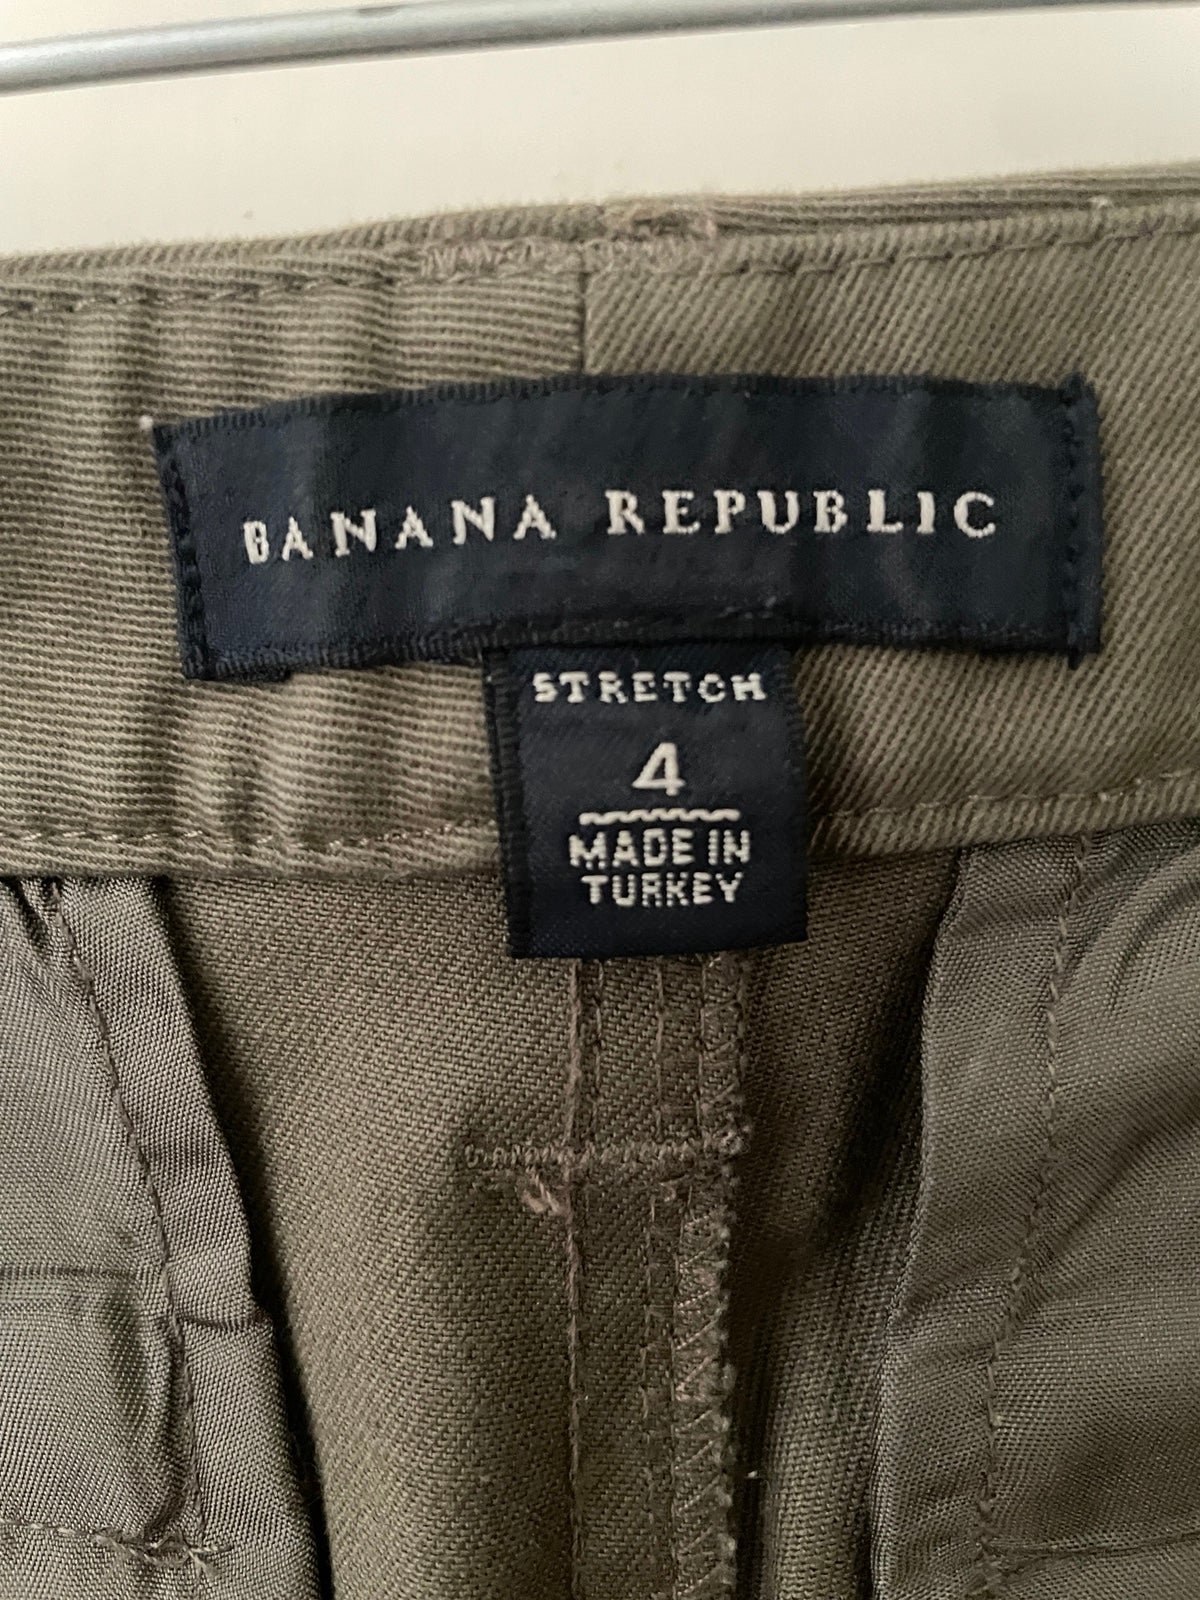 BANANA REPUBLIC
STRETCH
4
MADE IN
TURKEY